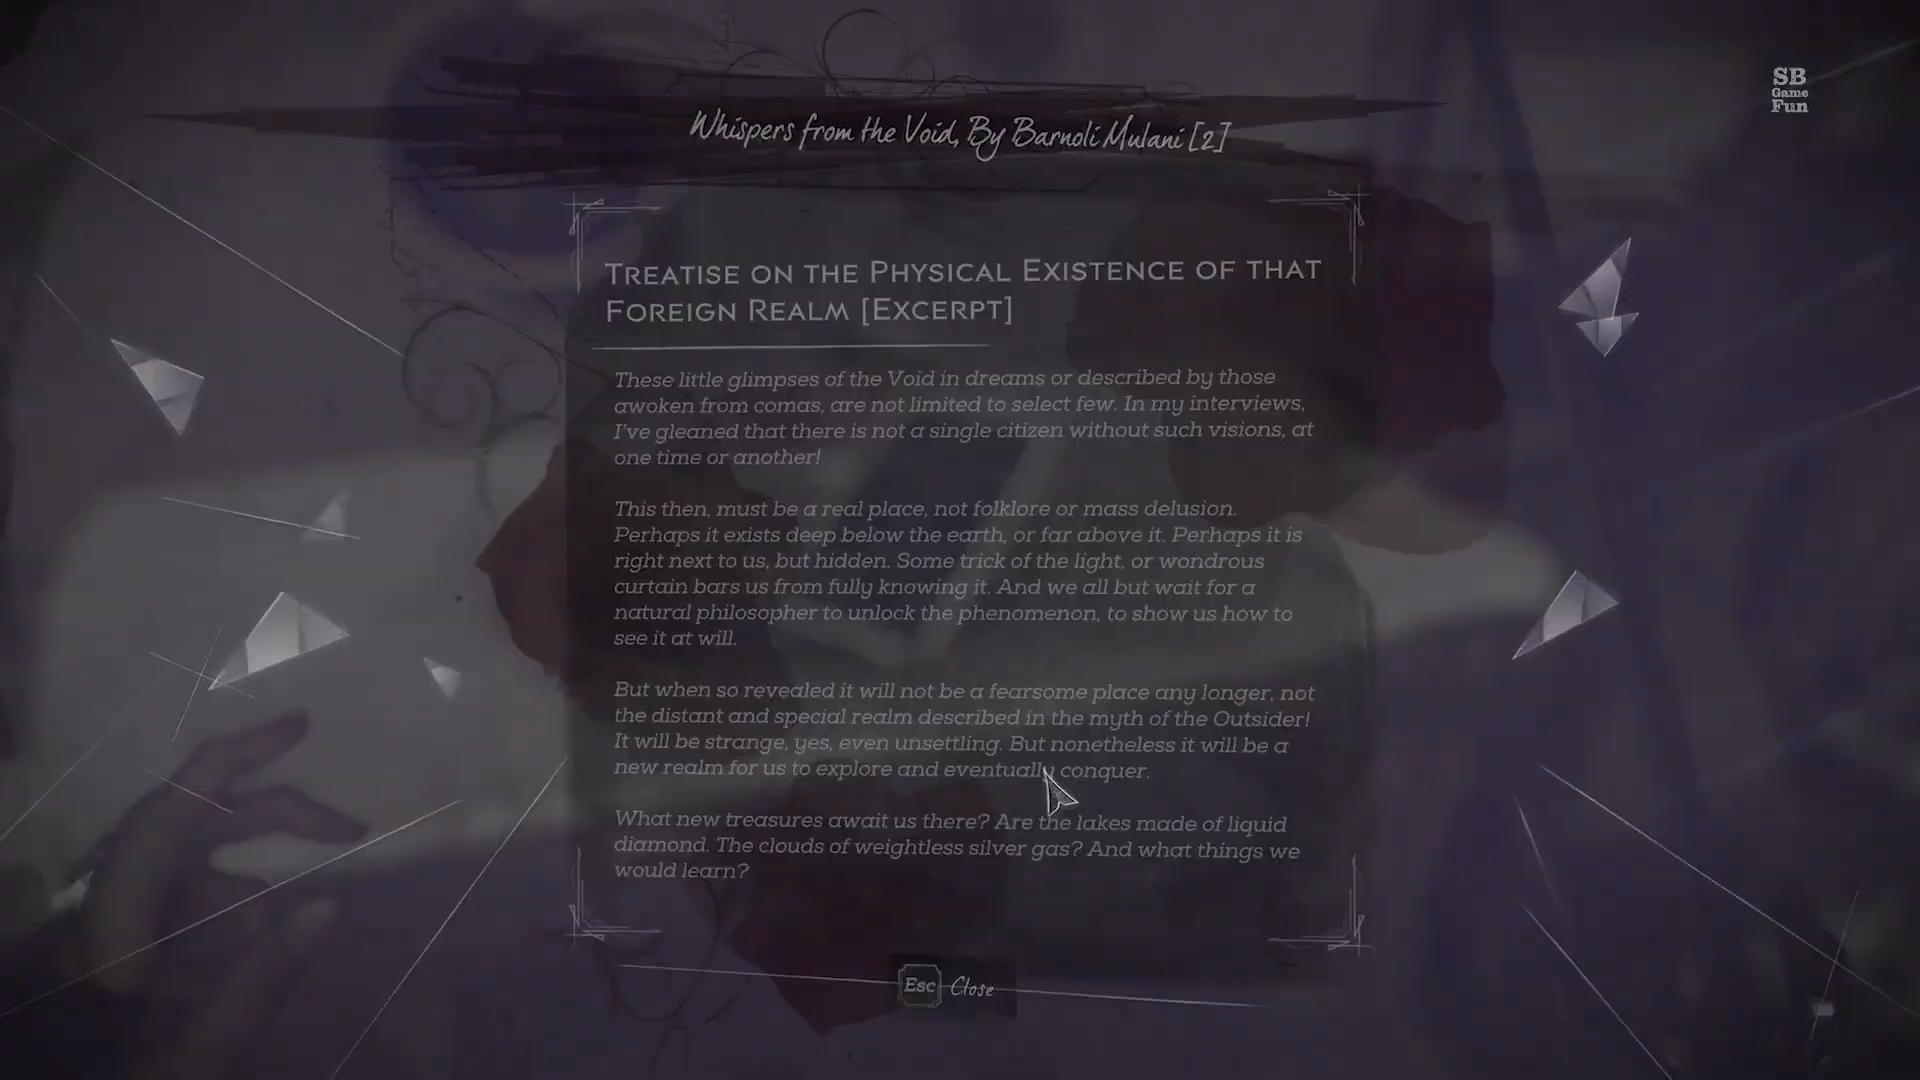 SB
Game
Fun
Whispers from the Void, By Barnoli Mulani [2]
Treatise on the Physical Existence of that
Foreign Realm [Excerpt]
These little glimpses of the Void in dreams or described by those
awoken from comas, are not limited to select few. In my interviews,
I've gleaned that there is not a single citizen without such visions, at
one time or another!
This then, must be a real place, not folklore or mass delusion.
Perhaps it exists deep below the earth, or far above it. Perhaps it is
right next to us, but hidden. Some trick of the light, or wondrous
curtain bars us from fully knowing it. And we all but wait for a
natural philosopher to unlock the phenomenon, to show us how to
see it at will.
But when so revealed it will not be a fearsome place any longer, not
the distant and special realm described in the myth of the Outsider!
It will be strange, yes, even unsettling. But nonetheless it will be a
new realm for us to explore and eventually conquer.
What new treasures await us there? Are the lakes made of liquid
diamond. The clouds of weightless silver gas? And what things we
would learn?
Esc Close